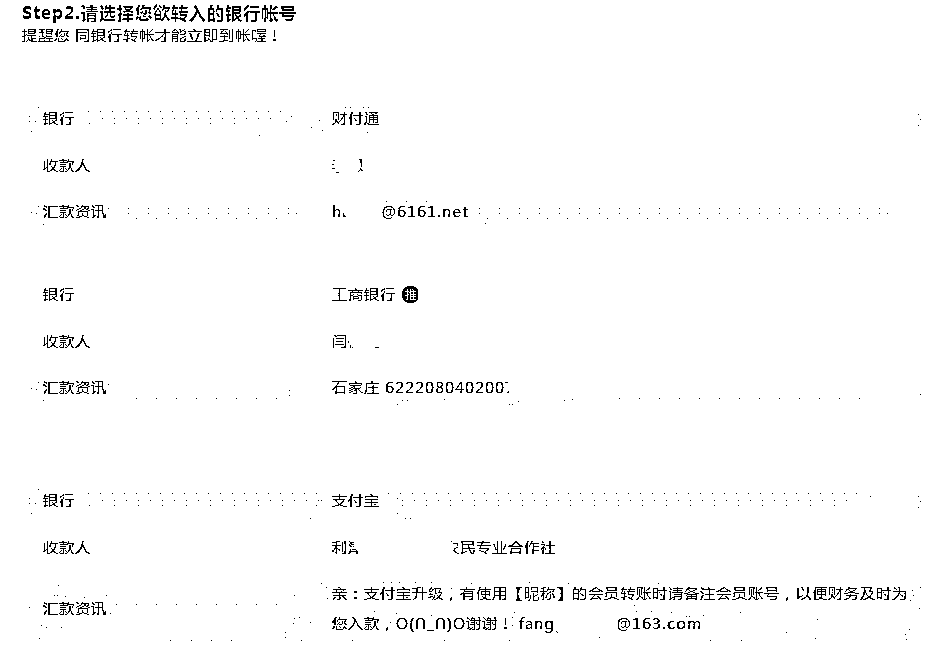 Step2.请选择您欲转入的银行帐号
提醒您 同银行转帐才能立即到帐喔！
银行 财付通
收款人
汇款资讯 h @6161.net
银行 工商银行 推
收款人 闫
汇款资讯 石家庄 622208040200
银行 支付宝
收款人 利 农民专业合作社
亲：支付宝升级，有使用【昵称】的会员转账时请备注会员账号，以便财务及时为
汇款资讯
您入款，O(∩_∩)O谢谢！ fang @163.com